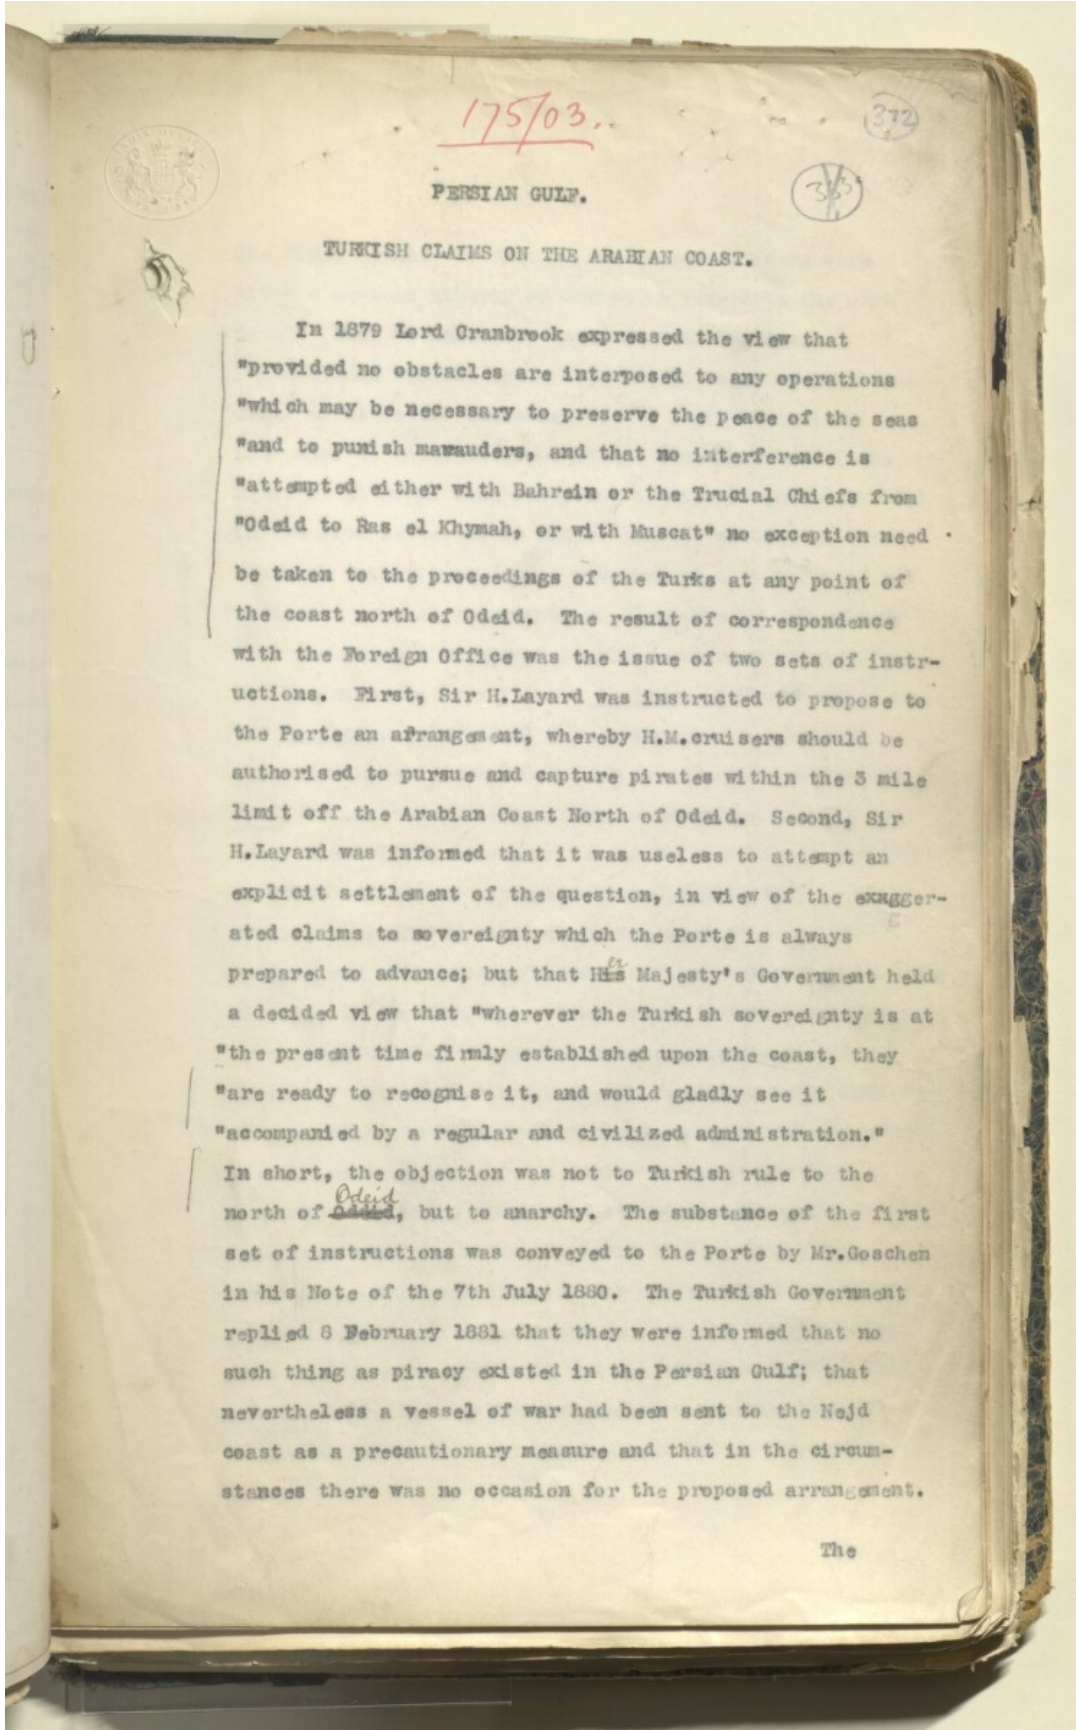 175/03.
372
PERSIAN GULF.
TURKISH CLAIMS ON THE ARABIAN COAST.
In 1879 Lord Cranbrook expressed the view that
"provided no obstacles are interposed to any operations
"which may be necessary to preserve the peace of the seas
"and to punish marauders, and that no interference is
"attempted either with Bahrein or the Trucial Chiefs from
"Odeid to Ras el Khymah, or with Muscat" no exception need
be taken to the proceedings of the Turks at any point of
the coast north of Odeid. The result of correspondence
with the Foreign Office was the issue of two sets of instr-
uctions. First, Sir H.Layard was instructed to propose to
the Porte an arrangement, whereby H.M.cruisers should be
authorised to pursue and capture pirates within the 3 mile
limit off the Arabian Coast North of Odeid. Second, Sir
H.Layard was informed that it was useless to attempt an
explicit settlement of the question, in view of the exagger-
ated claims to sovereignty which the Porte is always
prepared to advance; but that Her Majesty's Government held
a decided view that "wherever the Turkish sovereignty is at
"the present time firmly established upon the coast, they
"are ready to recognise it, and would gladly see it
"accompanied by a regular and civilized administration."
In short, the objection was not to Turkish rule to the
north of Odeid, but to anarchy. The substance of the first
set of instructions was conveyed to the Porte by Mr.Goschen
in his Note of the 7th July 1880. The Turkish Government
replied 8 February 1881 that they were informed that no
such thing as piracy existed in the Persian Gulf; that
nevertheless a vessel of war had been sent to the Nejd
coast as a precautionary measure and that in the circum-
stances there was no occasion for the proposed arrangement.
The